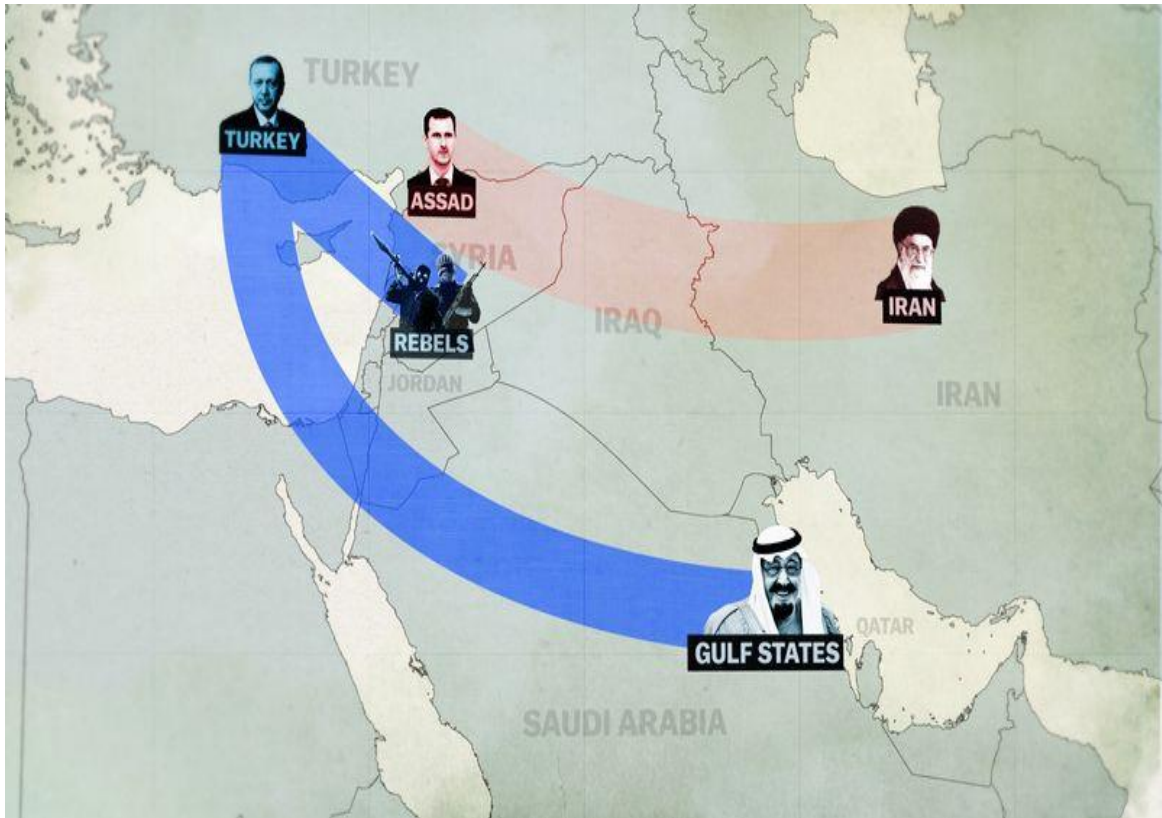 TURKEY
TURKEY
ASSAD
SYRIA
IRAN
IRAQ
REBELS
JORDAN
IRAN
QATAR
GULF STATES
SAUDI ARABIA